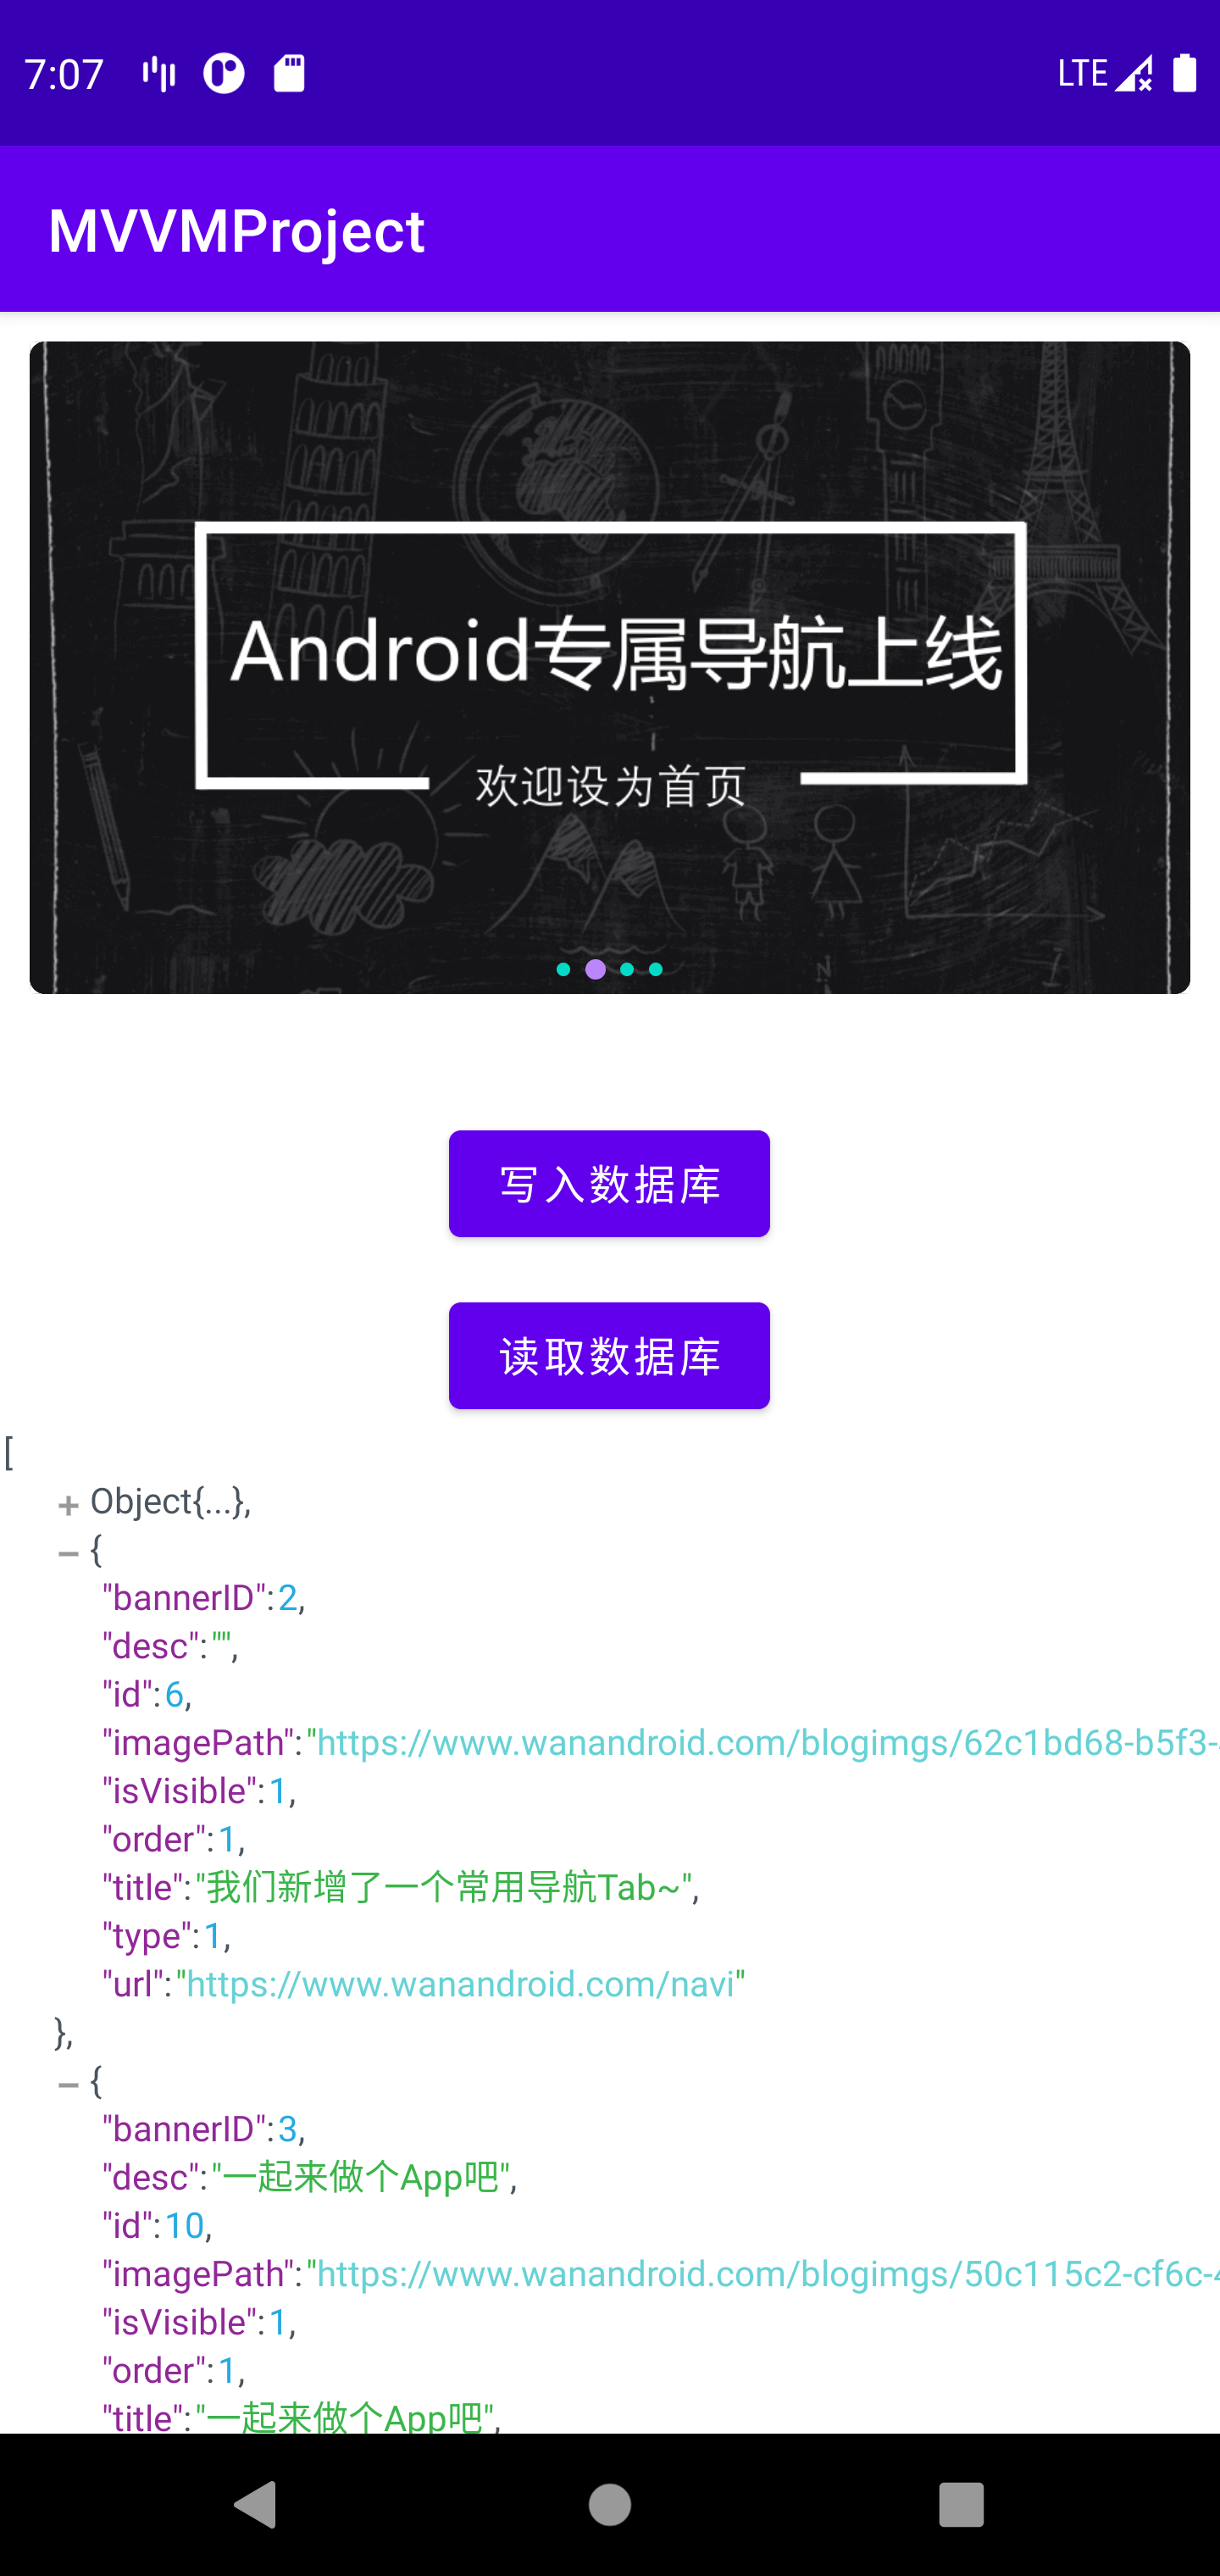 7:07 LTE
MVVMProject
Android专属导航上线
欢迎设为首页
写入数据库
读取数据库
[
Object{...},
{
"bannerID":2,
"desc":"",
"id":6,
"imagePath":"https://www.wanandroid.com/blogimgs/62c1bd68-b5f3-
"isVisible":1,
"order":1,
"title":"我们新增了一个常用导航Tab~",
"type":1,
"url":"https://www.wanandroid.com/navi"
},
{
"bannerID":3,
"desc":"一起来做个App吧",
"id":10,
"imagePath":"https://www.wanandroid.com/blogimgs/50c115c2-cf6c-4
"isVisible":1,
"order":1,
"title":"一起来做个App吧",